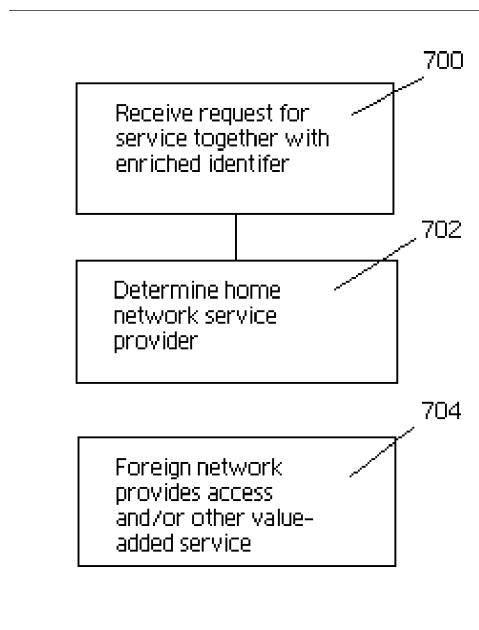 700
Receive request for
service together with
enriched identifer
702
Determine home
network service
provider
704
Foreign network
provides access
and/or other value-
added service